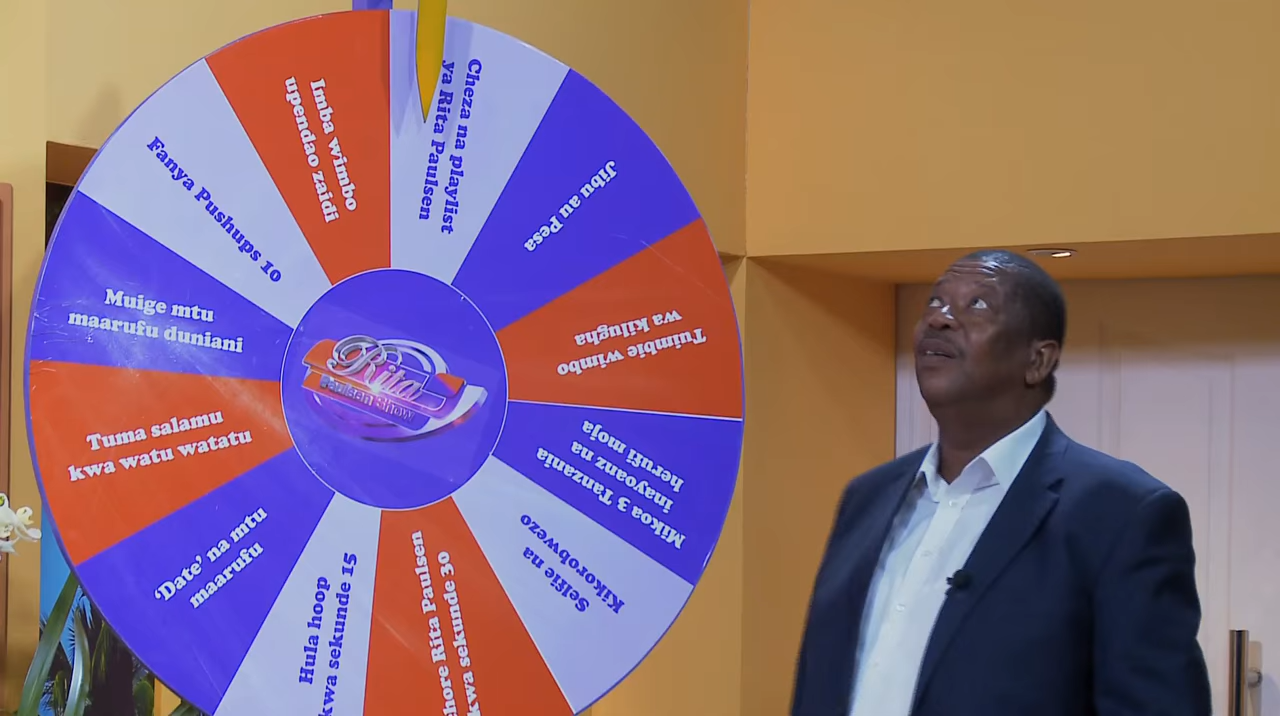 Cheza na playlist
ya Rita Paulsen
Jibu au Pesa
Tuimbie wimbo
wa kilugha
Mikoa 3 Tanzania
inayoanz na
herufi moja
Selfie na
Kikorobwezo
Rita Paulsen
kwa sekunde 30
Hula hoop
kwa sekunde 15
'Date' na mtu
maarufu
Tuma salamu
kwa watu watatu
Muige mtu
maarufu duniani
Fanya Pushups 10
Imba wimbo
upendao zaidi
Rita
Paulsen Show